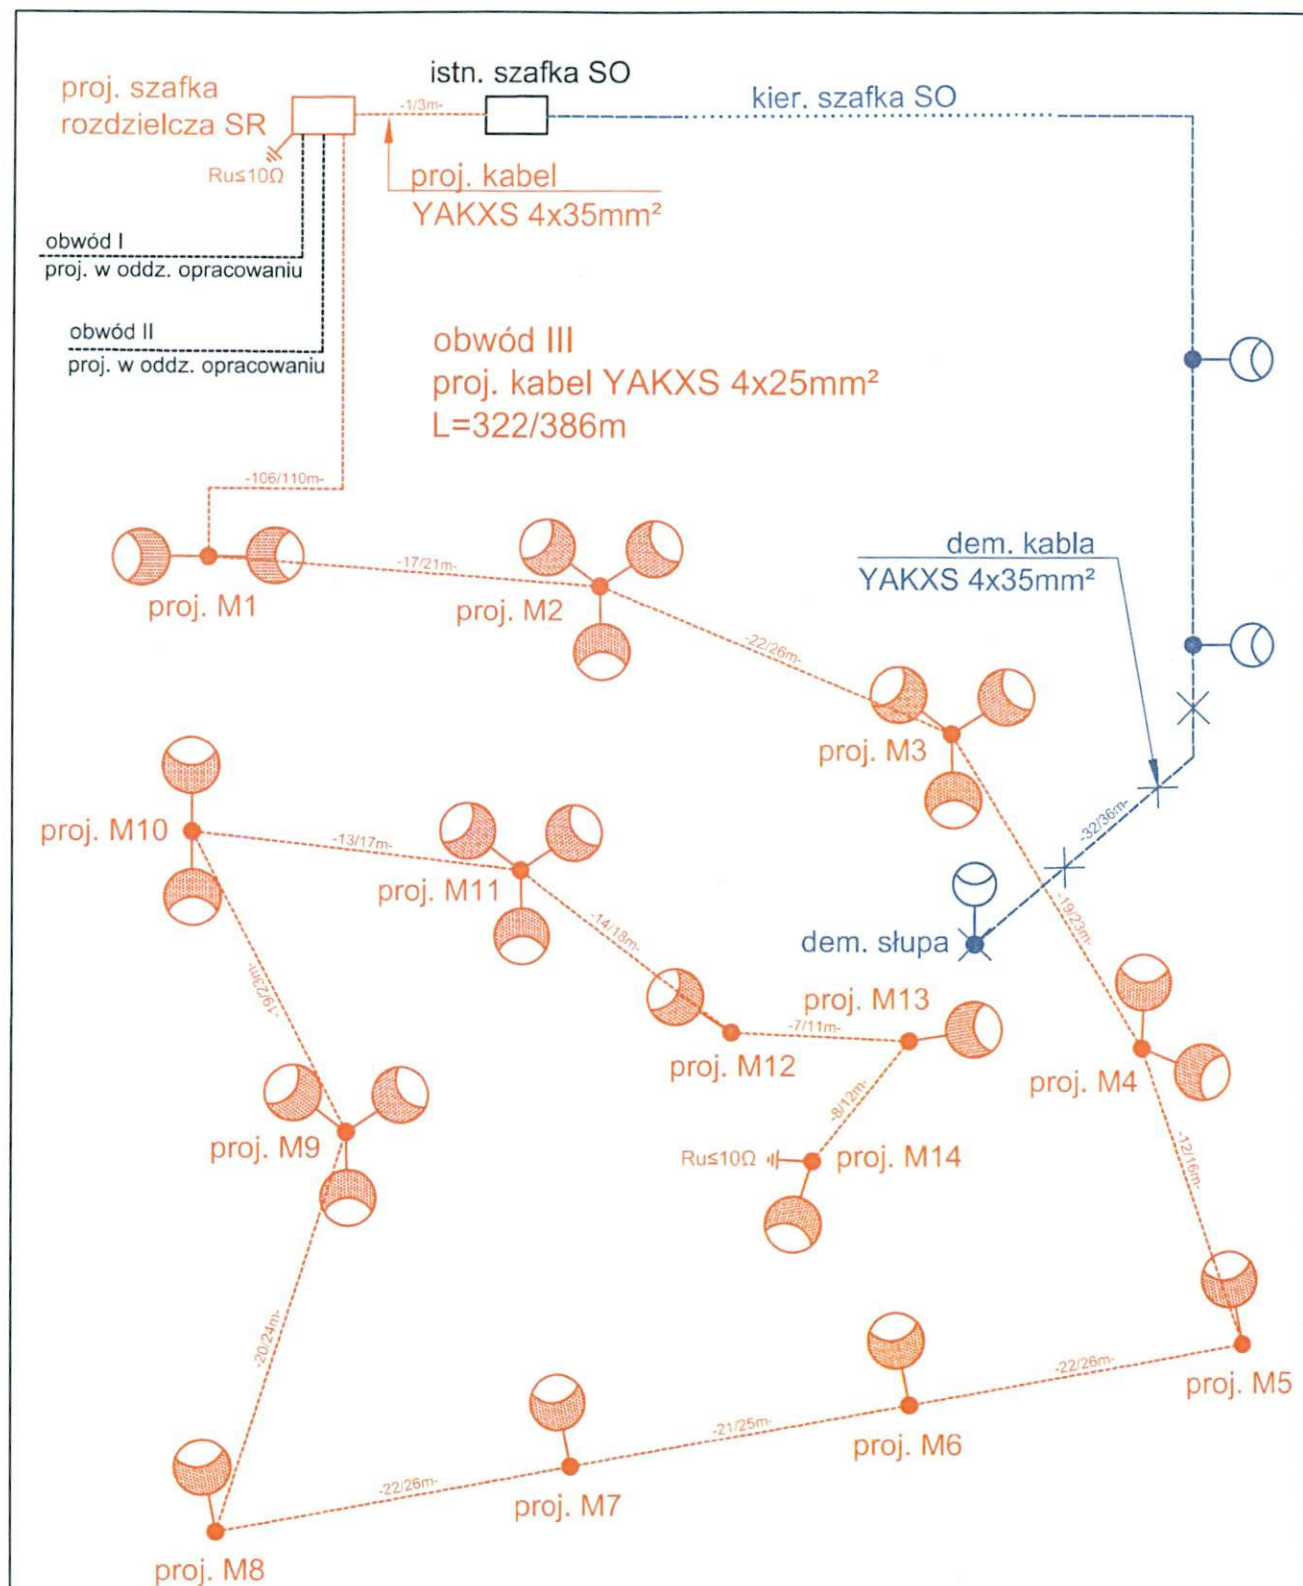 istn. szafka SO
proj. szafka
rozdzielcza SR
-1/3m-
kier. szafka SO
Ru≤10Ω
proj. kabel
YAKXS 4x35mm²
obwód I
proj. w oddz. opracowaniu
obwód II
proj. w oddz. opracowaniu
obwód III
proj. kabel YAKXS 4x25mm²
L=322/386m
-106/110m-
dem. kabla
YAKXS 4x35mm²
-17/21m-
proj. M1
proj. M2
-22/26m-
proj. M3
-32/36m-
proj. M10
-13/17m-
proj. M11
-14/18m-
-19/23m-
dem. słupa
-19/23m-
proj. M13
-7/11m-
proj. M12
proj. M4
-8/12m-
proj. M9
Ru≤10Ω
proj. M14
-12/16m-
-20/24m-
-22/26m-
proj. M5
-21/25m-
proj. M6
-22/26m-
proj. M7
proj. M8